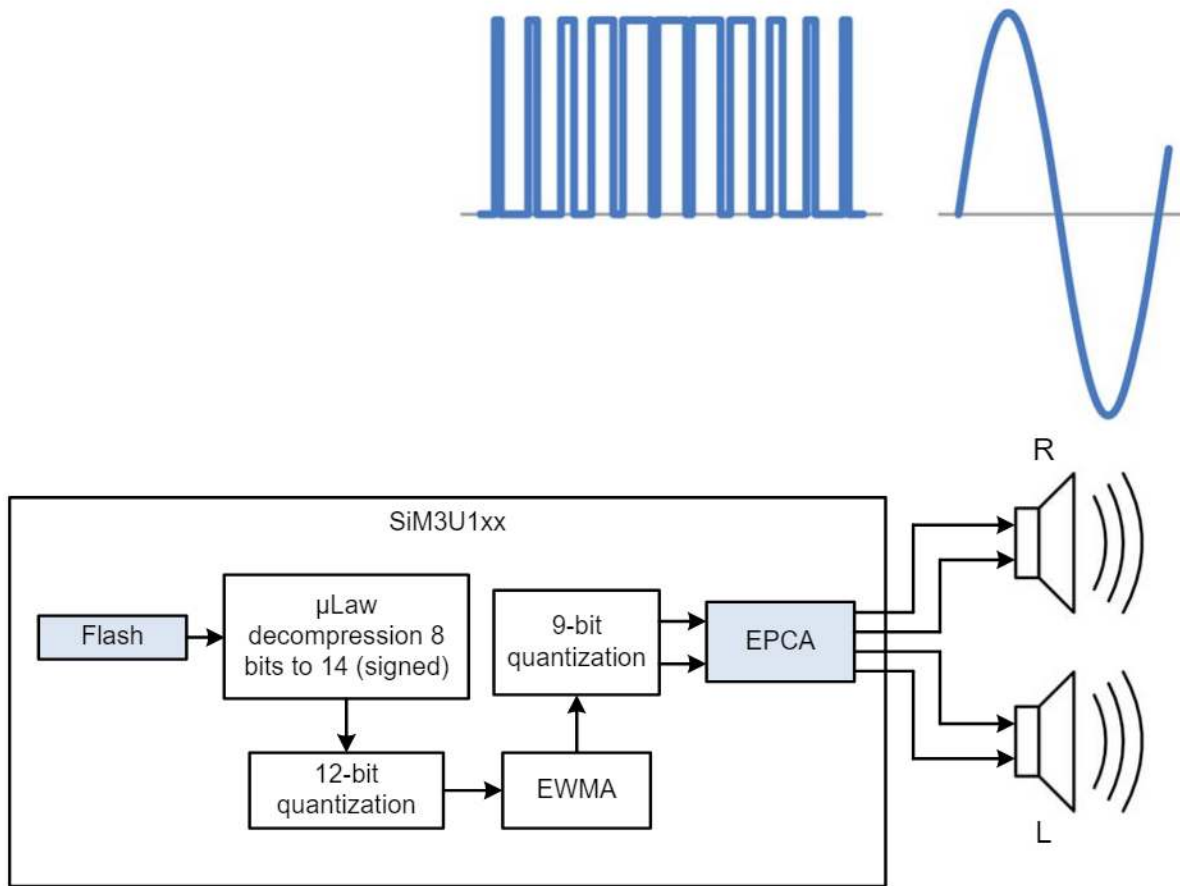 R
SiM3U1xx
Flash
µLaw
decompression 8
bits to 14 (signed)
9-bit
quantization
EPCA
12-bit
quantization
EWMA
L